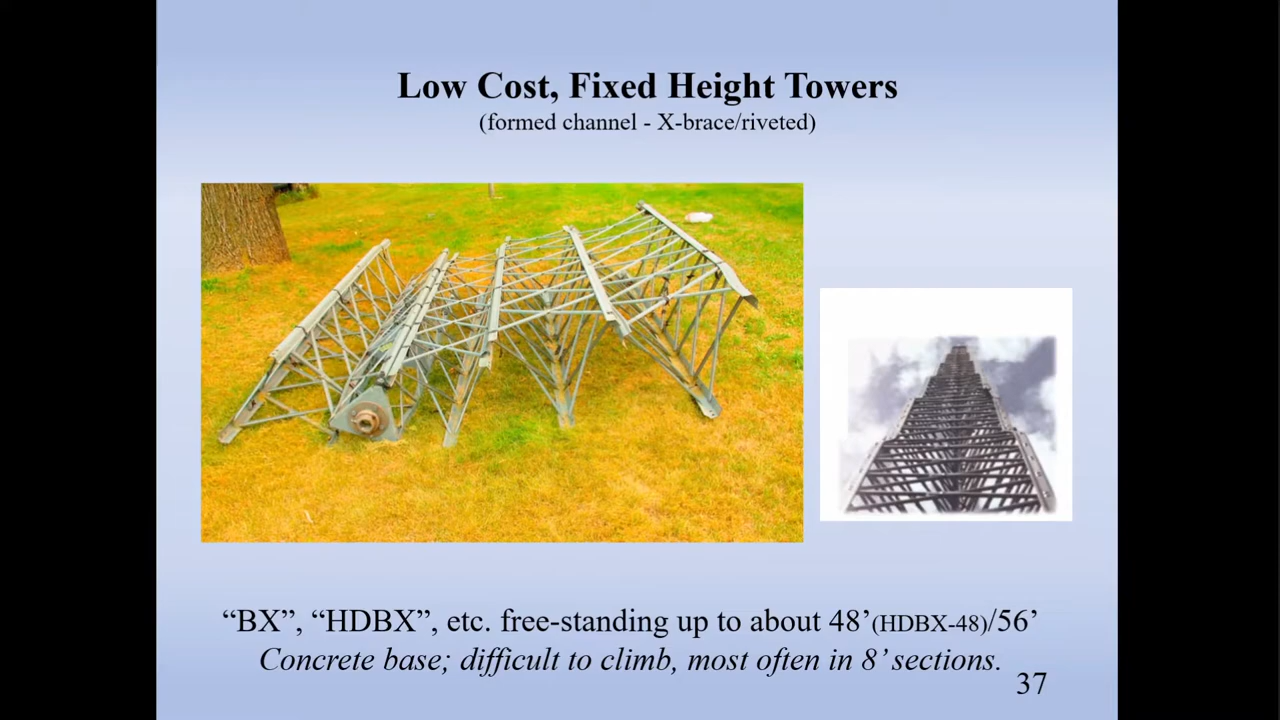 Low Cost, Fixed Height Towers
(formed channel - X-brace/riveted)
“BX”, “HDBX”, etc. free-standing up to about 48’(HDBX-48)/56’
Concrete base; difficult to climb, most often in 8’ sections.
37